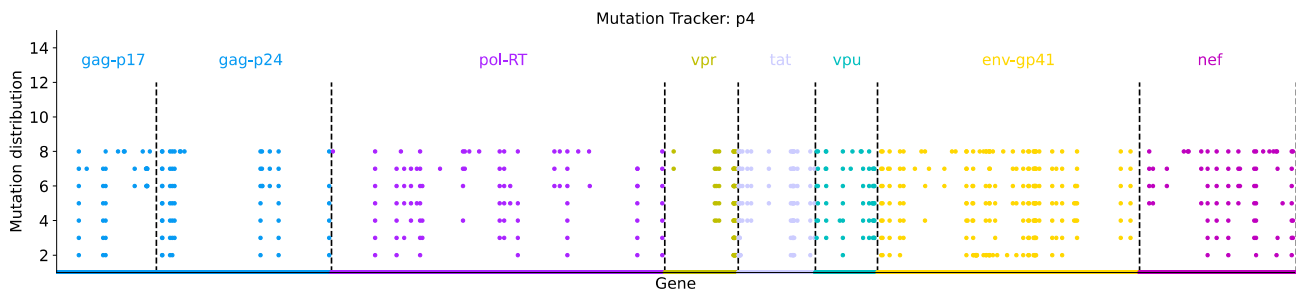 Mutation Tracker: p4
gag-p17 gag-p24 pol-RT vpr tat vpu env-gp41 nef
Mutation distribution
14
12
10
8
6
4
2
Gene